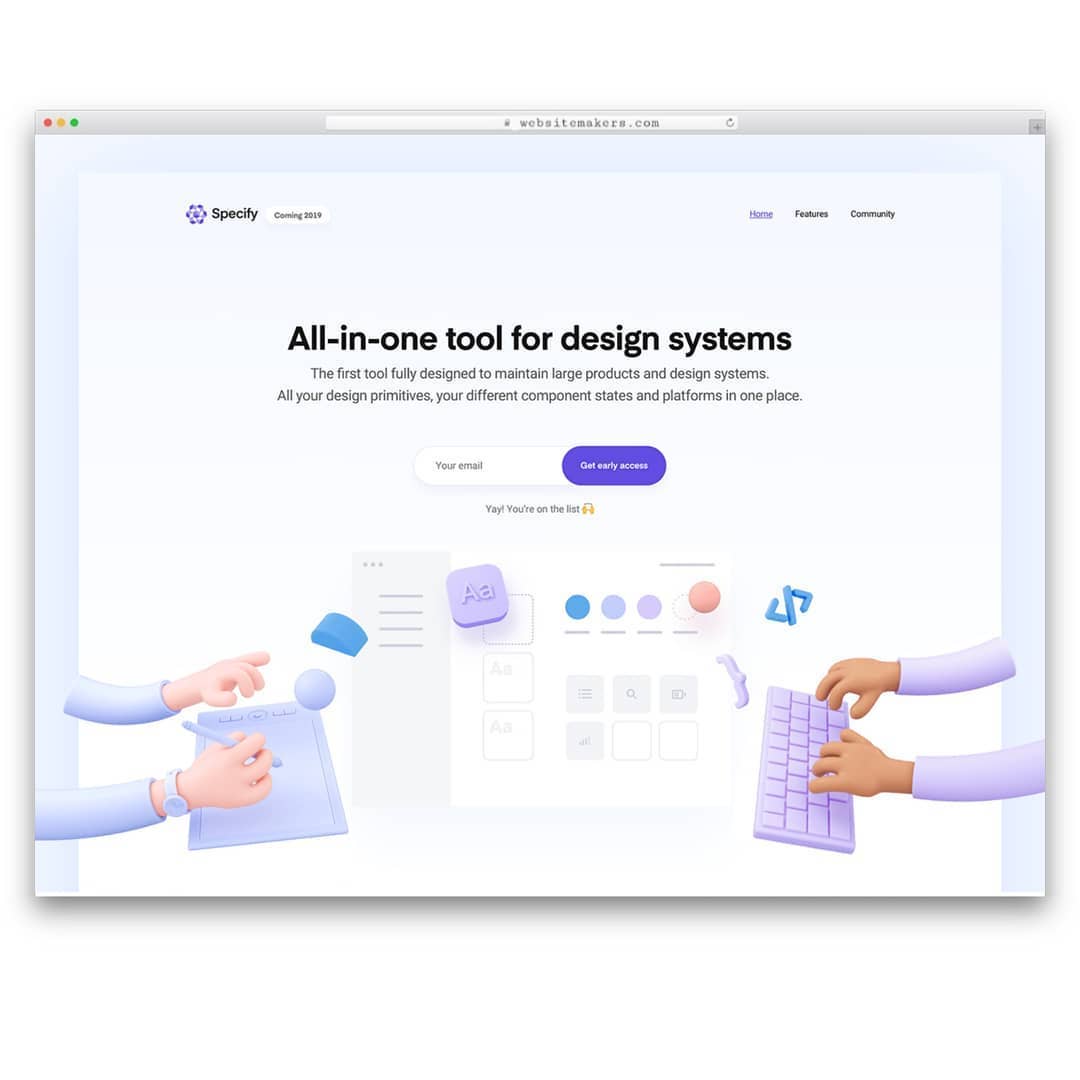 websitemakers.com
Specify
Coming 2019
Home
Features
Community
All-in-one tool for design systems
The first tool fully designed to maintain large products and design systems.
All your design primitives, your different component states and platforms in one place.
Your email
Get early access
Yay! You're on the list 🙌
Aa
Aa
Aa